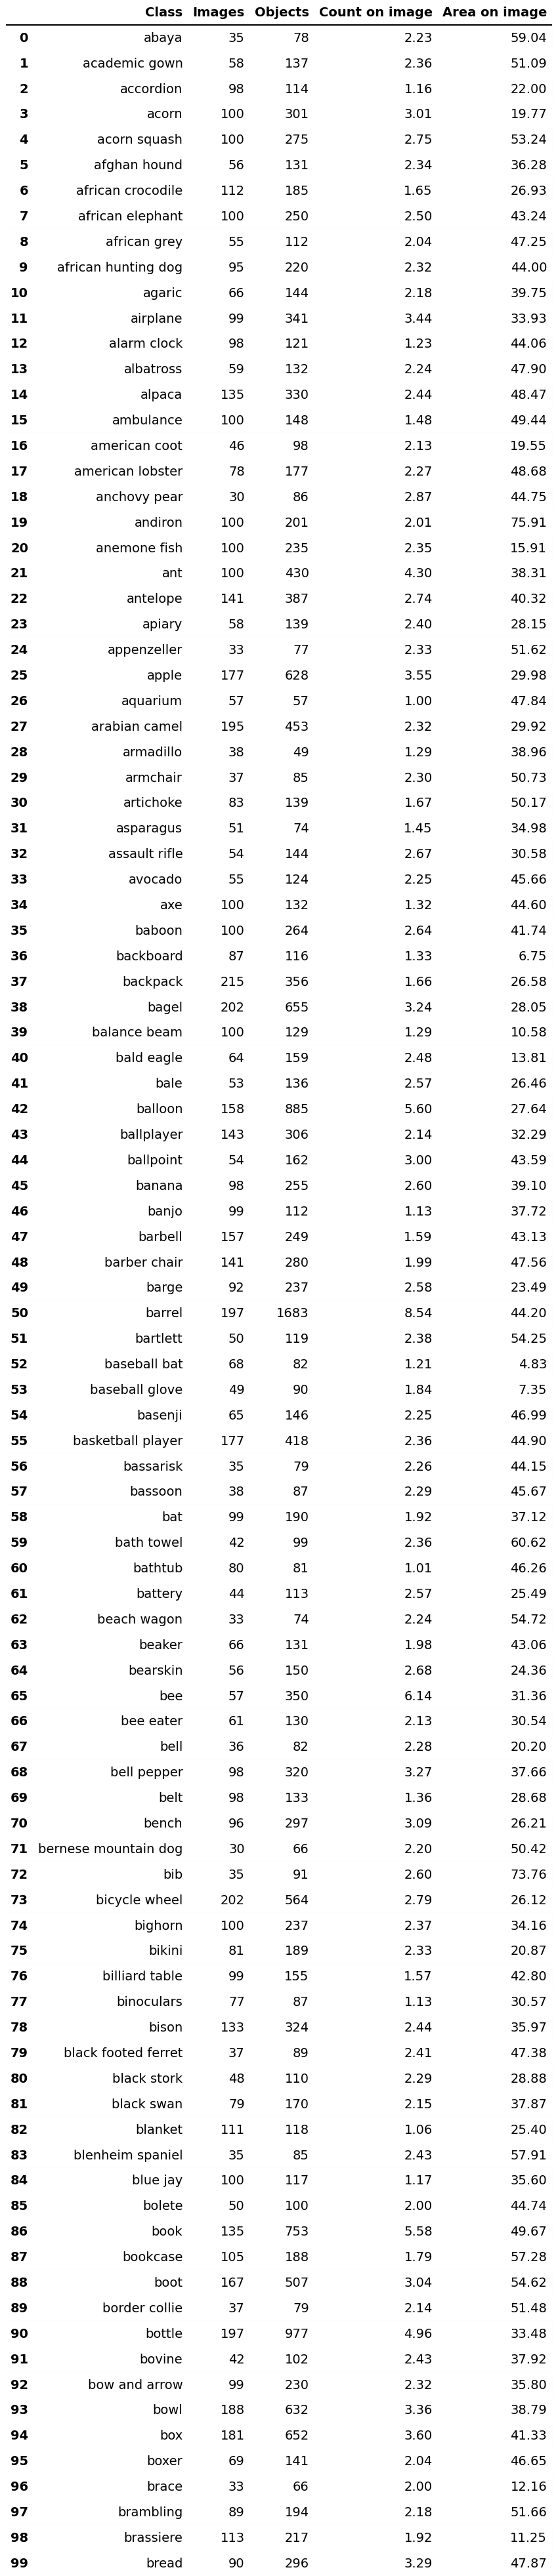 Class Images Objects Count on image Area on image
0 abaya 35 78 2.23 59.04
1 academic gown 58 137 2.36 51.09
2 accordion 98 114 1.16 22.00
3 acorn 100 301 3.01 19.77
4 acorn squash 100 275 2.75 53.24
5 afghan hound 56 131 2.34 36.28
6 african crocodile 112 185 1.65 26.93
7 african elephant 100 250 2.50 43.24
8 african grey 55 112 2.04 47.25
9 african hunting dog 95 220 2.32 44.00
10 agaric 66 144 2.18 39.75
11 airplane 99 341 3.44 33.93
12 alarm clock 98 121 1.23 44.06
13 albatross 59 132 2.24 47.90
14 alpaca 135 330 2.44 48.47
15 ambulance 100 148 1.48 49.44
16 american coot 46 98 2.13 19.55
17 american lobster 78 177 2.27 48.68
18 anchovy pear 30 86 2.87 44.75
19 andiron 100 201 2.01 75.91
20 anemone fish 100 235 2.35 15.91
21 ant 100 430 4.30 38.31
22 antelope 141 387 2.74 40.32
23 apiary 58 139 2.40 28.15
24 appenzeller 33 77 2.33 51.62
25 apple 177 628 3.55 29.98
26 aquarium 57 57 1.00 47.84
27 arabian camel 195 453 2.32 29.92
28 armadillo 38 49 1.29 38.96
29 armchair 37 85 2.30 50.73
30 artichoke 83 139 1.67 50.17
31 asparagus 51 74 1.45 34.98
32 assault rifle 54 144 2.67 30.58
33 avocado 55 124 2.25 45.66
34 axe 100 132 1.32 44.60
35 baboon 100 264 2.64 41.74
36 backboard 87 116 1.33 6.75
37 backpack 215 356 1.66 26.58
38 bagel 202 655 3.24 28.05
39 balance beam 100 129 1.29 10.58
40 bald eagle 64 159 2.48 13.81
41 bale 53 136 2.57 26.46
42 balloon 158 885 5.60 27.64
43 ballplayer 143 306 2.14 32.29
44 ballpoint 54 162 3.00 43.59
45 banana 98 255 2.60 39.10
46 banjo 99 112 1.13 37.72
47 barbell 157 249 1.59 43.13
48 barber chair 141 280 1.99 47.56
49 barge 92 237 2.58 23.49
50 barrel 197 1683 8.54 44.20
51 bartlett 50 119 2.38 54.25
52 baseball bat 68 82 1.21 4.83
53 baseball glove 49 90 1.84 7.35
54 basenji 65 146 2.25 46.99
55 basketball player 177 418 2.36 44.90
56 bassarisk 35 79 2.26 44.15
57 bassoon 38 87 2.29 45.67
58 bat 99 190 1.92 37.12
59 bath towel 42 99 2.36 60.62
60 bathtub 80 81 1.01 46.26
61 battery 44 113 2.57 25.49
62 beach wagon 33 74 2.24 54.72
63 beaker 66 131 1.98 43.06
64 bearskin 56 150 2.68 24.36
65 bee 57 350 6.14 31.36
66 bee eater 61 130 2.13 30.54
67 bell 36 82 2.28 20.20
68 bell pepper 98 320 3.27 37.66
69 belt 98 133 1.36 28.68
70 bench 96 297 3.09 26.21
71 bernese mountain dog 30 66 2.20 50.42
72 bib 35 91 2.60 73.76
73 bicycle wheel 202 564 2.79 26.12
74 bighorn 100 237 2.37 34.16
75 bikini 81 189 2.33 20.87
76 billiard table 99 155 1.57 42.80
77 binoculars 77 87 1.13 30.57
78 bison 133 324 2.44 35.97
79 black footed ferret 37 89 2.41 47.38
80 black stork 48 110 2.29 28.88
81 black swan 79 170 2.15 37.87
82 blanket 111 118 1.06 25.40
83 blenheim spaniel 35 85 2.43 57.91
84 blue jay 100 117 1.17 35.60
85 bolete 50 100 2.00 44.74
86 book 135 753 5.58 49.67
87 bookcase 105 188 1.79 57.28
88 boot 167 507 3.04 54.62
89 border collie 37 79 2.14 51.48
90 bottle 197 977 4.96 33.48
91 bovine 42 102 2.43 37.92
92 bow and arrow 99 230 2.32 35.80
93 bowl 188 632 3.36 38.79
94 box 181 652 3.60 41.33
95 boxer 69 141 2.04 46.65
96 brace 33 66 2.00 12.16
97 brambling 89 194 2.18 51.66
98 brassiere 113 217 1.92 11.25
99 bread 90 296 3.29 47.87